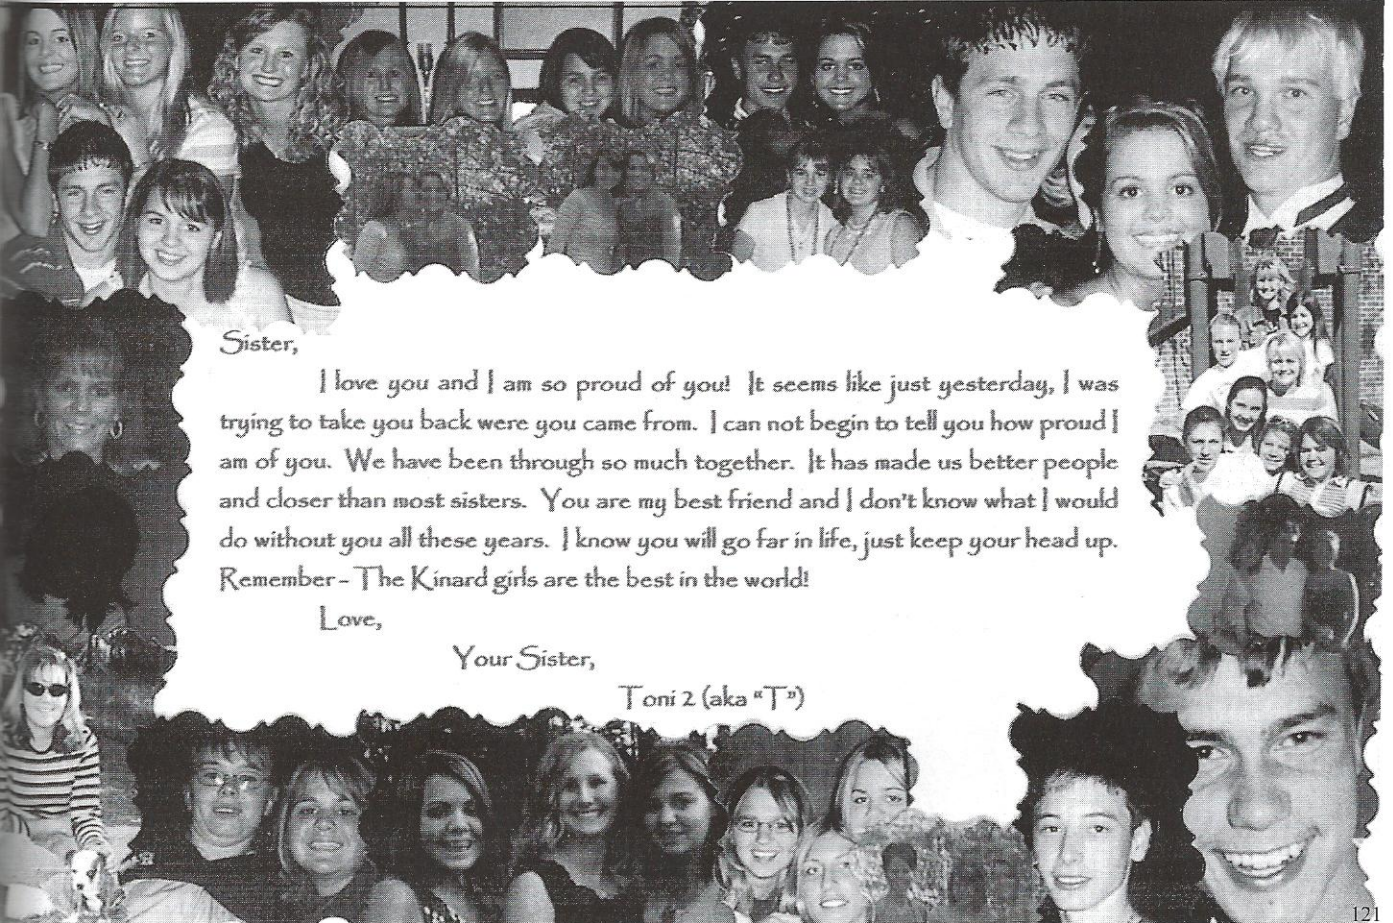 Sister,
I love you and I am so proud of you! It seems like just yesterday, I was
trying to take you back were you came from. I can not begin to tell you how proud I
am of you. We have been through so much together. It has made us better people
and closer than most sisters. You are my best friend and I don't know what I would
do without you all these years. I know you will go far in life, just keep your head up.
Remember - The Kinard girls are the best in the world!
Love,
Your Sister,
Toni 2 (aka "T")
121